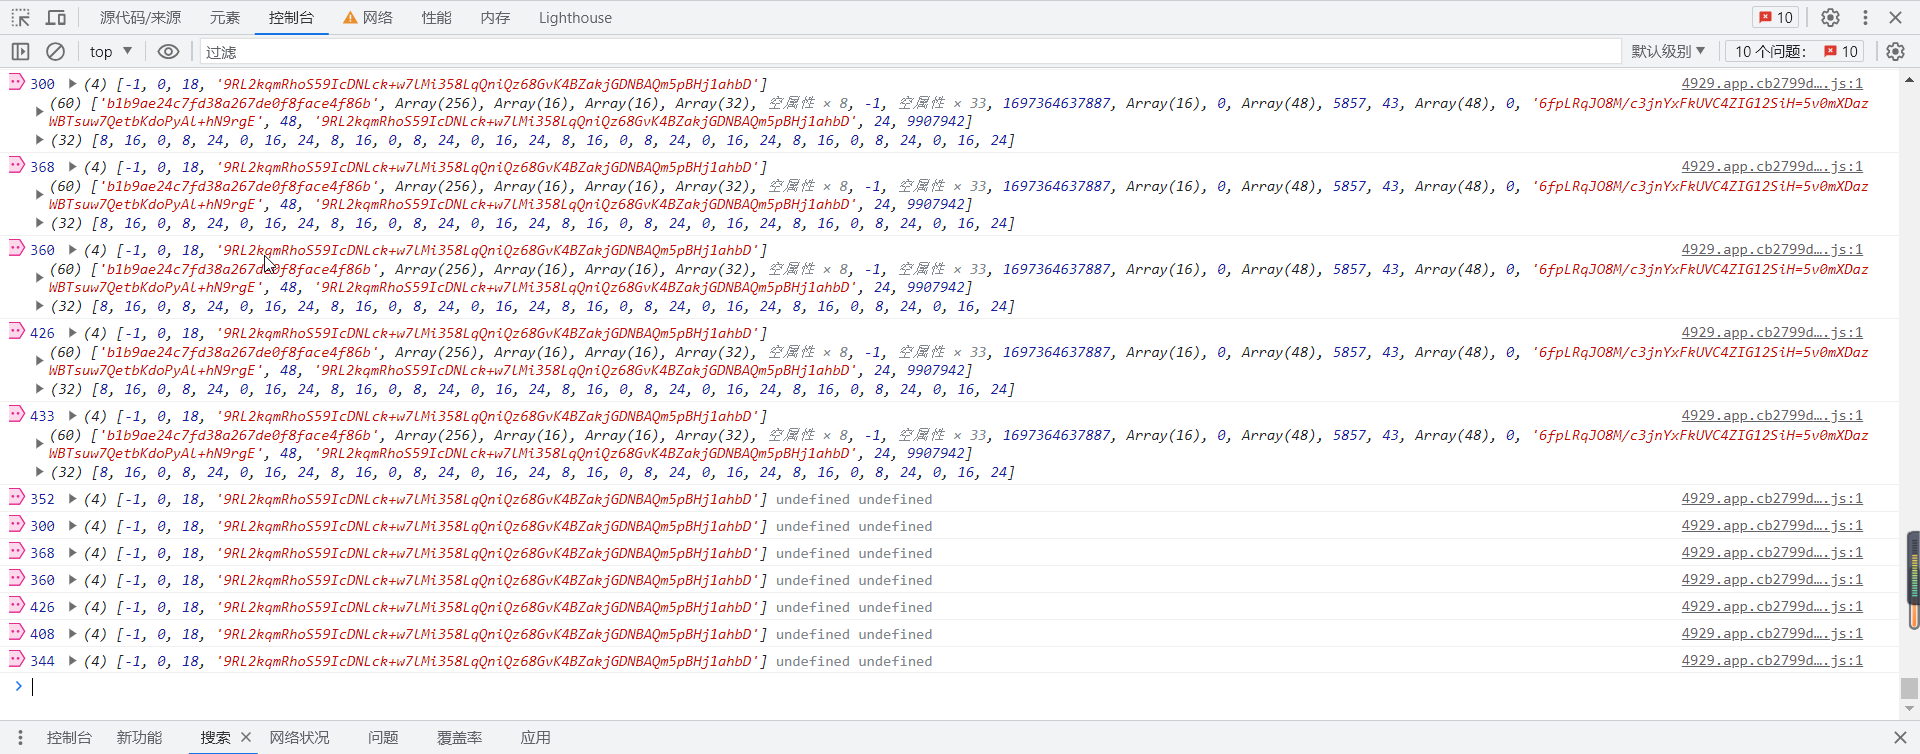 源代码/来源 元素 控制台 网络 性能 内存 Lighthouse 10
top 过滤 默认级别 10 个问题: 10
300 (4) [-1, 0, 18, '9RL2kqmRhoS59IcDNLck+w7lMi358LqQniQz68GvK4BZakjGDNBAQm5pBHj1ahbD'] 4929.app.cb2799d….js:1
(60) ['b1b9ae24c7fd38a267de0f8face4f86b', Array(256), Array(16), Array(16), Array(32), 空属性 × 8, -1, 空属性 × 33, 1697364637887, Array(16), 0, Array(48), 5857, 43, Array(48), 0, '6fpLRqJO8M/c3jnYxFkUVC4ZIG12SiH=5v0mXDaz
WBTsuw7QetbKdoPyAl+hN9rgE', 48, '9RL2kqmRhoS59IcDNLck+w7lMi358LqQniQz68GvK4BZakjGDNBAQm5pBHj1ahbD', 24, 9907942]
(32) [8, 16, 0, 8, 24, 0, 16, 24, 8, 16, 0, 8, 24, 0, 16, 24, 8, 16, 0, 8, 24, 0, 16, 24, 8, 16, 0, 8, 24, 0, 16, 24]
368 (4) [-1, 0, 18, '9RL2kqmRhoS59IcDNLck+w7lMi358LqQniQz68GvK4BZakjGDNBAQm5pBHj1ahbD'] 4929.app.cb2799d….js:1
(60) ['b1b9ae24c7fd38a267de0f8face4f86b', Array(256), Array(16), Array(16), Array(32), 空属性 × 8, -1, 空属性 × 33, 1697364637887, Array(16), 0, Array(48), 5857, 43, Array(48), 0, '6fpLRqJO8M/c3jnYxFkUVC4ZIG12SiH=5v0mXDaz
WBTsuw7QetbKdoPyAl+hN9rgE', 48, '9RL2kqmRhoS59IcDNLck+w7lMi358LqQniQz68GvK4BZakjGDNBAQm5pBHj1ahbD', 24, 9907942]
(32) [8, 16, 0, 8, 24, 0, 16, 24, 8, 16, 0, 8, 24, 0, 16, 24, 8, 16, 0, 8, 24, 0, 16, 24, 8, 16, 0, 8, 24, 0, 16, 24]
360 (4) [-1, 0, 18, '9RL2kqmRhoS59IcDNLck+w7lMi358LqQniQz68GvK4BZakjGDNBAQm5pBHj1ahbD'] 4929.app.cb2799d….js:1
(60) ['b1b9ae24c7fd38a267de0f8face4f86b', Array(256), Array(16), Array(16), Array(32), 空属性 × 8, -1, 空属性 × 33, 1697364637887, Array(16), 0, Array(48), 5857, 43, Array(48), 0, '6fpLRqJO8M/c3jnYxFkUVC4ZIG12SiH=5v0mXDaz
WBTsuw7QetbKdoPyAl+hN9rgE', 48, '9RL2kqmRhoS59IcDNLck+w7lMi358LqQniQz68GvK4BZakjGDNBAQm5pBHj1ahbD', 24, 9907942]
(32) [8, 16, 0, 8, 24, 0, 16, 24, 8, 16, 0, 8, 24, 0, 16, 24, 8, 16, 0, 8, 24, 0, 16, 24, 8, 16, 0, 8, 24, 0, 16, 24]
426 (4) [-1, 0, 18, '9RL2kqmRhoS59IcDNLck+w7lMi358LqQniQz68GvK4BZakjGDNBAQm5pBHj1ahbD'] 4929.app.cb2799d….js:1
(60) ['b1b9ae24c7fd38a267de0f8face4f86b', Array(256), Array(16), Array(16), Array(32), 空属性 × 8, -1, 空属性 × 33, 1697364637887, Array(16), 0, Array(48), 5857, 43, Array(48), 0, '6fpLRqJO8M/c3jnYxFkUVC4ZIG12SiH=5v0mXDaz
WBTsuw7QetbKdoPyAl+hN9rgE', 48, '9RL2kqmRhoS59IcDNLck+w7lMi358LqQniQz68GvK4BZakjGDNBAQm5pBHj1ahbD', 24, 9907942]
(32) [8, 16, 0, 8, 24, 0, 16, 24, 8, 16, 0, 8, 24, 0, 16, 24, 8, 16, 0, 8, 24, 0, 16, 24, 8, 16, 0, 8, 24, 0, 16, 24]
433 (4) [-1, 0, 18, '9RL2kqmRhoS59IcDNLck+w7lMi358LqQniQz68GvK4BZakjGDNBAQm5pBHj1ahbD'] 4929.app.cb2799d….js:1
(60) ['b1b9ae24c7fd38a267de0f8face4f86b', Array(256), Array(16), Array(16), Array(32), 空属性 × 8, -1, 空属性 × 33, 1697364637887, Array(16), 0, Array(48), 5857, 43, Array(48), 0, '6fpLRqJO8M/c3jnYxFkUVC4ZIG12SiH=5v0mXDaz
WBTsuw7QetbKdoPyAl+hN9rgE', 48, '9RL2kqmRhoS59IcDNLck+w7lMi358LqQniQz68GvK4BZakjGDNBAQm5pBHj1ahbD', 24, 9907942]
(32) [8, 16, 0, 8, 24, 0, 16, 24, 8, 16, 0, 8, 24, 0, 16, 24, 8, 16, 0, 8, 24, 0, 16, 24, 8, 16, 0, 8, 24, 0, 16, 24]
352 (4) [-1, 0, 18, '9RL2kqmRhoS59IcDNLck+w7lMi358LqQniQz68GvK4BZakjGDNBAQm5pBHj1ahbD'] undefined undefined 4929.app.cb2799d….js:1
300 (4) [-1, 0, 18, '9RL2kqmRhoS59IcDNLck+w7lMi358LqQniQz68GvK4BZakjGDNBAQm5pBHj1ahbD'] undefined undefined 4929.app.cb2799d….js:1
368 (4) [-1, 0, 18, '9RL2kqmRhoS59IcDNLck+w7lMi358LqQniQz68GvK4BZakjGDNBAQm5pBHj1ahbD'] undefined undefined 4929.app.cb2799d….js:1
360 (4) [-1, 0, 18, '9RL2kqmRhoS59IcDNLck+w7lMi358LqQniQz68GvK4BZakjGDNBAQm5pBHj1ahbD'] undefined undefined 4929.app.cb2799d….js:1
426 (4) [-1, 0, 18, '9RL2kqmRhoS59IcDNLck+w7lMi358LqQniQz68GvK4BZakjGDNBAQm5pBHj1ahbD'] undefined undefined 4929.app.cb2799d….js:1
408 (4) [-1, 0, 18, '9RL2kqmRhoS59IcDNLck+w7lMi358LqQniQz68GvK4BZakjGDNBAQm5pBHj1ahbD'] undefined undefined 4929.app.cb2799d….js:1
344 (4) [-1, 0, 18, '9RL2kqmRhoS59IcDNLck+w7lMi358LqQniQz68GvK4BZakjGDNBAQm5pBHj1ahbD'] undefined undefined 4929.app.cb2799d….js:1
控制台 新功能 搜索 网络状况 问题 覆盖率 应用